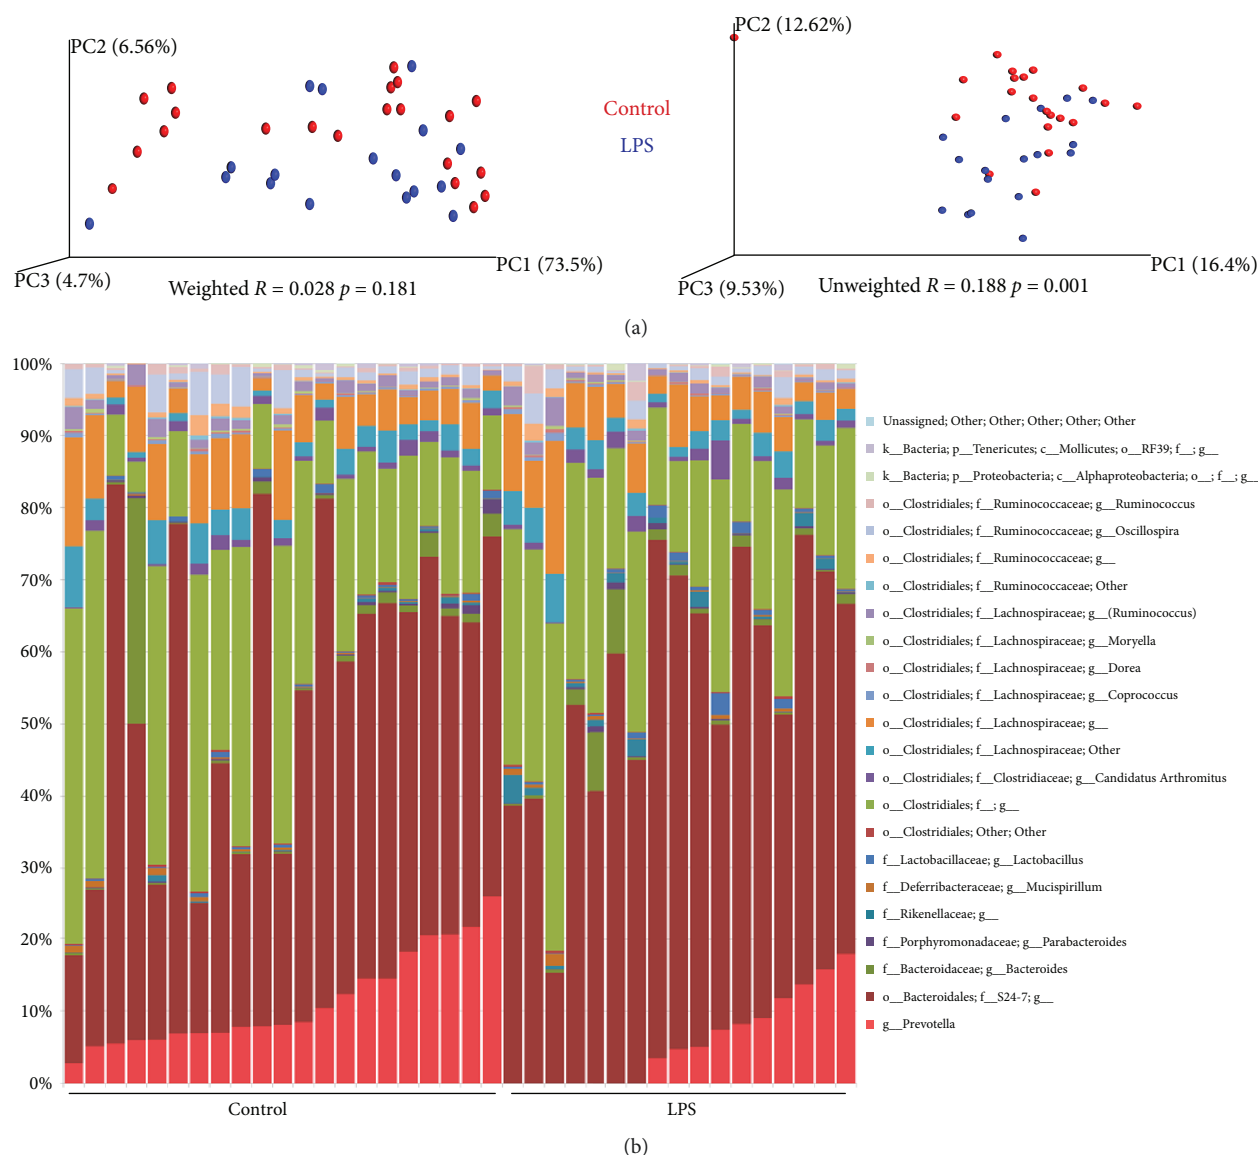 PC2 (6.56%)
PC1 (73.5%)
PC3 (4.7%)
Weighted R = 0.028 p = 0.181
Control
LPS
PC2 (12.62%)
PC1 (16.4%)
PC3 (9.53%)
Unweighted R = 0.188 p = 0.001
(a)
100%
90%
80%
70%
60%
50%
40%
30%
20%
10%
0%
Control
LPS
Unassigned; Other; Other; Other; Other; Other
k__Bacteria; p__Tenericutes; c__Mollicutes; o__RF39; f__; g__
k__Bacteria; p__Proteobacteria; c__Alphaproteobacteria; o__; f__; g__
o__Clostridiales; f__Ruminococcaceae; g__Ruminococcus
o__Clostridiales; f__Ruminococcaceae; g__Oscillospira
o__Clostridiales; f__Ruminococcaceae; g__
o__Clostridiales; f__Ruminococcaceae; Other
o__Clostridiales; f__Lachnospiraceae; g__(Ruminococcus)
o__Clostridiales; f__Lachnospiraceae; g__Moryella
o__Clostridiales; f__Lachnospiraceae; g__Dorea
o__Clostridiales; f__Lachnospiraceae; g__Coprococcus
o__Clostridiales; f__Lachnospiraceae; g__
o__Clostridiales; f__Lachnospiraceae; Other
o__Clostridiales; f__Clostridiaceae; g__Candidatus Arthromitus
o__Clostridiales; f__; g__
o__Clostridiales; Other; Other
f__Lactobacillaceae; g__Lactobacillus
f__Deferribacteraceae; g__Mucispirillum
f__Rikenellaceae; g__
f__Porphyromonadaceae; g__Parabacteroides
f__Bacteroidaceae; g__Bacteroides
o__Bacteroidales; f__S24-7; g__
g__Prevotella
(b)